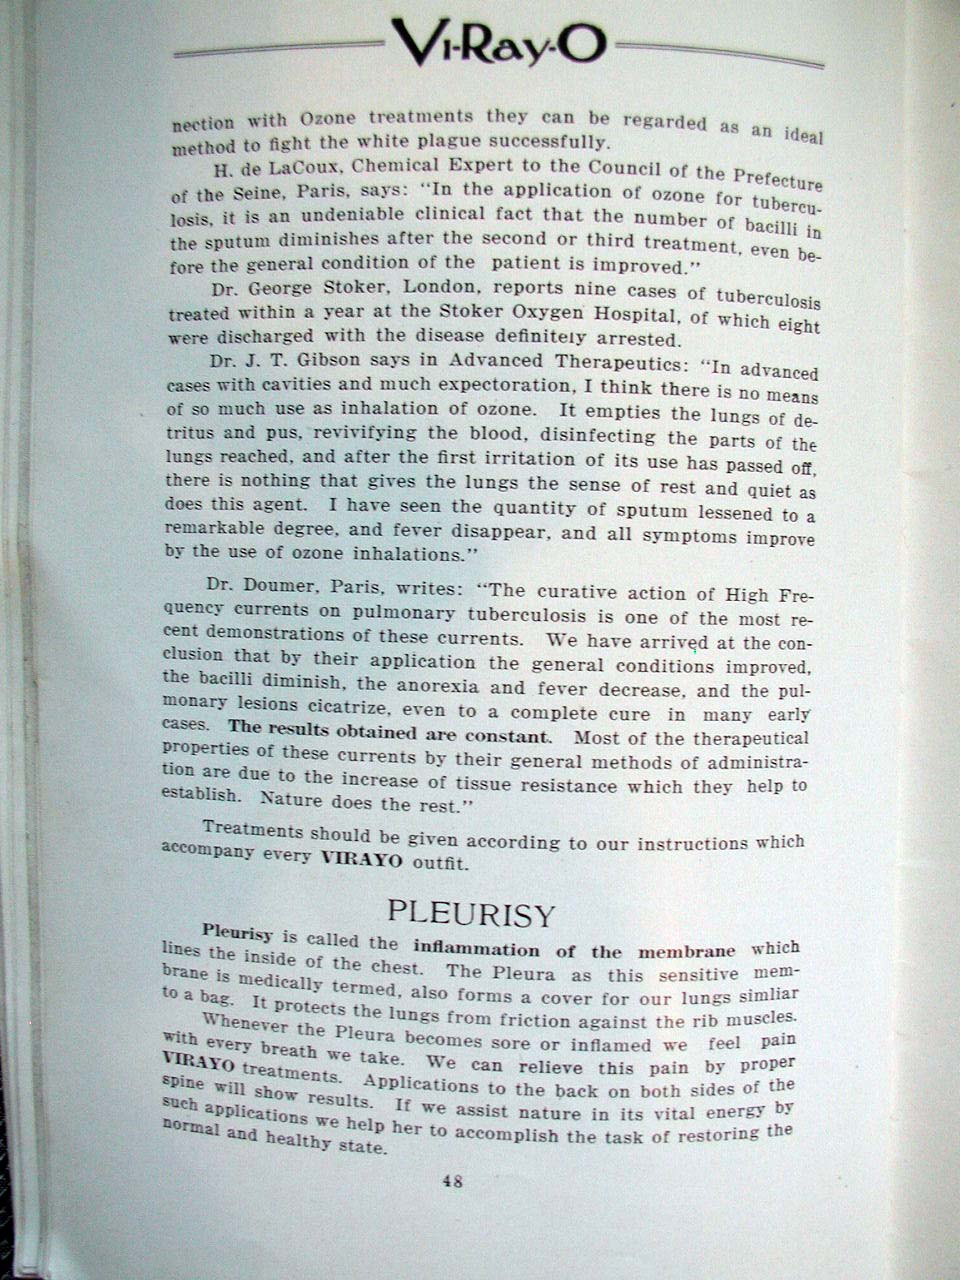 Vi-Ray-O
nection with Ozone treatments they can be regarded as an ideal
method to fight the white plague successfully.
H. de LaCoux, Chemical Expert to the Council of the Prefecture
of the Seine, Paris, says: "In the application of ozone for tubercu-
losis, it is an undeniable clinical fact that the number of bacilli in
the sputum diminishes after the second or third treatment, even be-
fore the general condition of the patient is improved."
Dr. George Stoker, London, reports nine cases of tuberculosis
treated within a year at the Stoker Oxygen Hospital, of which eight
were discharged with the disease definitely arrested.
Dr. J. T. Gibson says in Advanced Therapeutics: "In advanced
cases with cavities and much expectoration, I think there is no means
of so much use as inhalation of ozone. It empties the lungs of de-
tritus and pus, revivifying the blood, disinfecting the parts of the
lungs reached, and after the first irritation of its use has passed off,
there is nothing that gives the lungs the sense of rest and quiet as
does this agent. I have seen the quantity of sputum lessened to a
remarkable degree, and fever disappear, and all symptoms improve
by the use of ozone inhalations."
Dr. Doumer, Paris, writes: "The curative action of High Fre-
quency currents on pulmonary tuberculosis is one of the most re-
cent demonstrations of these currents. We have arrived at the con-
clusion that by their application the general conditions improved,
the bacilli diminish, the anorexia and fever decrease, and the pul-
monary lesions cicatrize, even to a complete cure in many early
cases. The results obtained are constant. Most of the therapeutical
properties of these currents by their general methods of administra-
tion are due to the increase of tissue resistance which they help to
establish. Nature does the rest."
Treatments should be given according to our instructions which
accompany every VIRAYO outfit.
PLEURISY
Pleurisy is called the inflammation of the membrane which
lines the inside of the chest. The Pleura as this sensitive mem-
brane is medically termed, also forms a cover for our lungs simliar
to a bag. It protects the lungs from friction against the rib muscles.
Whenever the Pleura becomes sore or inflamed we feel pain
with every breath we take. We can relieve this pain by proper
VIRAYO treatments. Applications to the back on both sides of the
spine will show results. If we assist nature in its vital energy by
such applications we help her to accomplish the task of restoring the
normal and healthy state.
48